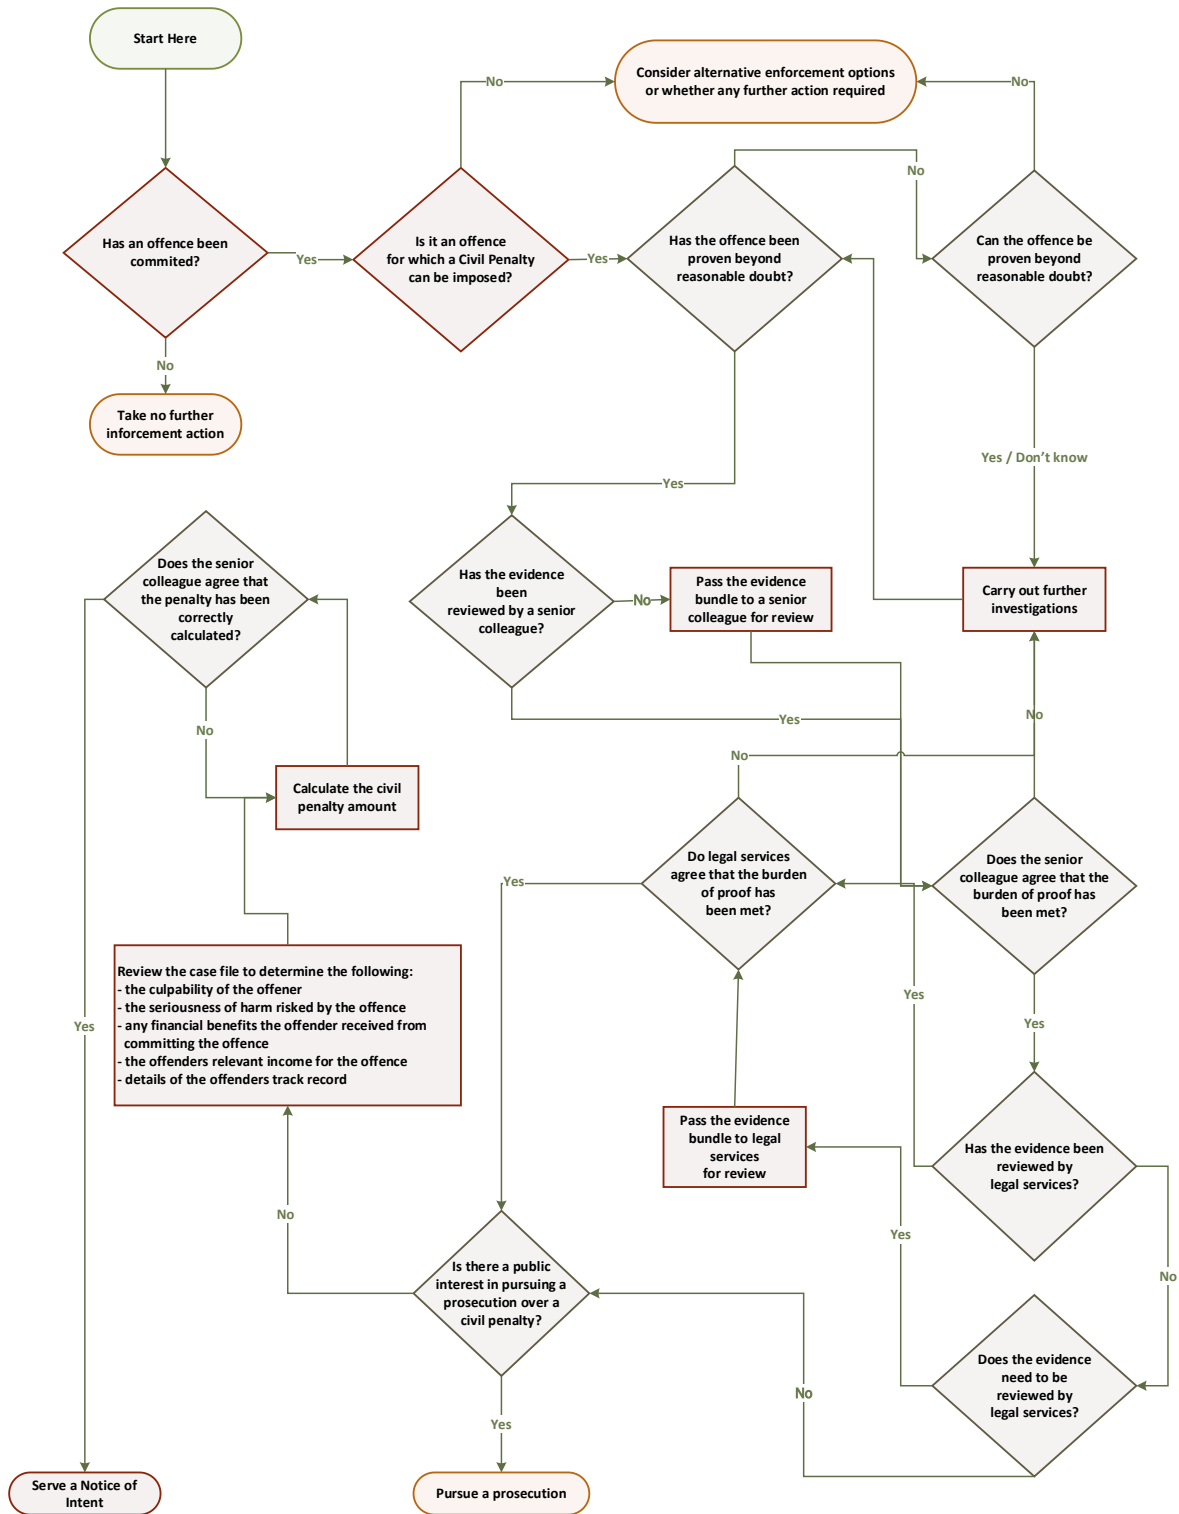 Start Here
No
Consider alternative enforcement options
or whether any further action required
No
No
Has an offence been
commited?
Yes
Is it an offence
for which a Civil Penalty
can be imposed?
Yes
Has the offence been
proven beyond
reasonable doubt?
Can the offence be
proven beyond
reasonable doubt?
No
Take no further
inforcement action
Yes / Don't know
Yes
Does the senior
colleague agree that
the penalty has been
correctly
calculated?
Has the evidence
been
reviewed by a senior
colleague?
No
Pass the evidence
bundle to a senior
colleague for review
Carry out further
investigations
No
Yes
No
No
Calculate the civil
penalty amount
Yes
Do legal services
agree that the burden
of proof has
been met?
Does the senior
colleague agree that the
burden of proof has
been met?
Review the case file to determine the following:
- the culpability of the offener
- the seriousness of harm risked by the offence
- any financial benefits the offender received from
committing the offence
- the offenders relevant income for the offence
- details of the offenders track record
Yes
Yes
Yes
Pass the evidence
bundle to legal
services
for review
Has the evidence been
reviewed by
legal services?
No
Yes
No
Is there a public
interest in pursuing a
prosecution over a
civil penalty?
Does the evidence
need to be
reviewed by
legal services?
No
Yes
Serve a Notice of
Intent
Pursue a prosecution